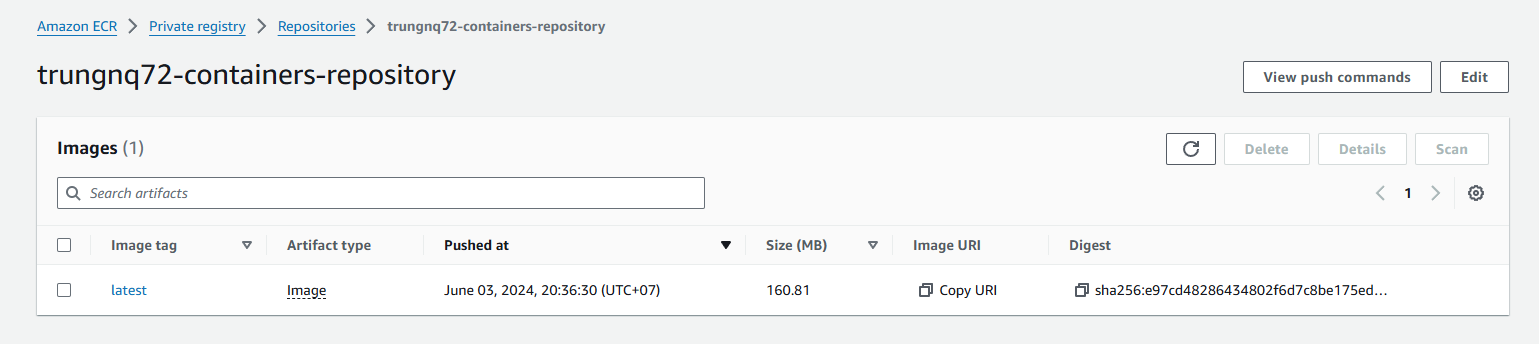 Amazon ECR > Private registry > Repositories > trungnq72-containers-repository
trungnq72-containers-repository
View push commands Edit
Images (1)
Delete Details Scan
Search artifacts
1
Image tag Artifact type Pushed at Size (MB) Image URI Digest
latest Image June 03, 2024, 20:36:30 (UTC+07) 160.81 Copy URI sha256:e97cd48286434802f6d7c8be175ed...